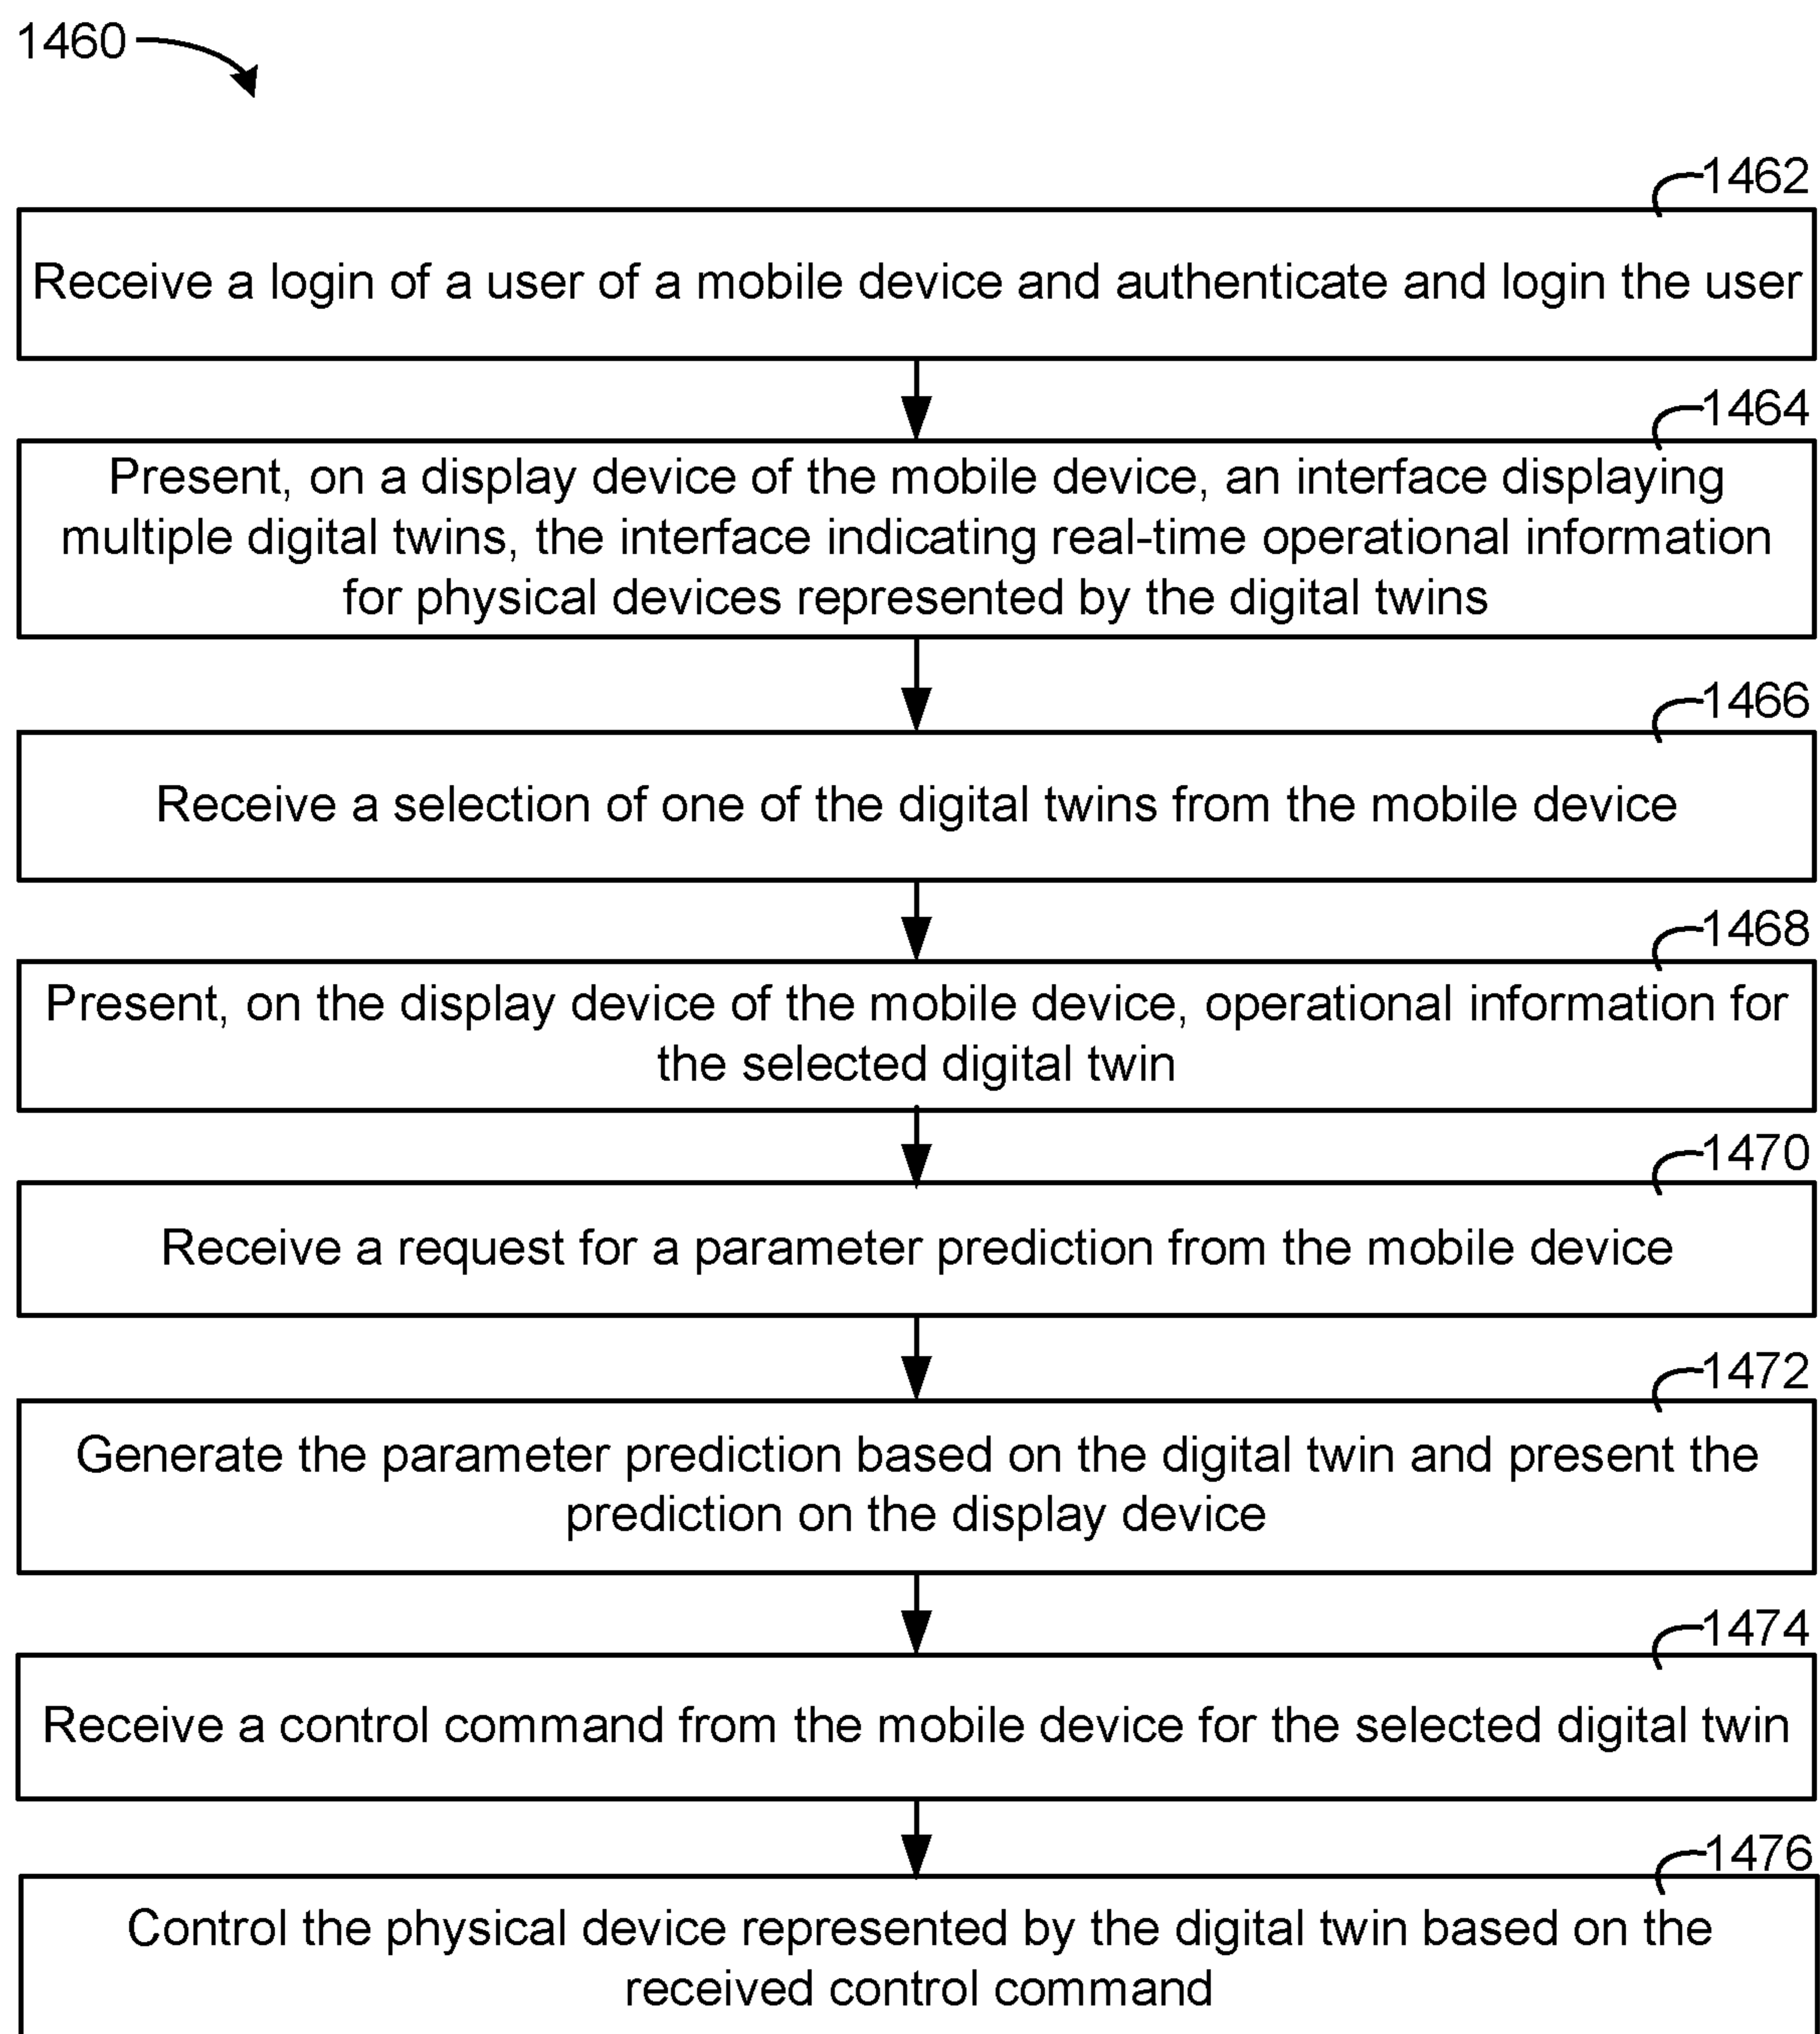 1460
1462
Receive a login of a user of a mobile device and authenticate and login the user
1464
Present, on a display device of the mobile device, an interface displaying
multiple digital twins, the interface indicating real-time operational information
for physical devices represented by the digital twins
1466
Receive a selection of one of the digital twins from the mobile device
1468
Present, on the display device of the mobile device, operational information for
the selected digital twin
1470
Receive a request for a parameter prediction from the mobile device
1472
Generate the parameter prediction based on the digital twin and present the
prediction on the display device
1474
Receive a control command from the mobile device for the selected digital twin
1476
Control the physical device represented by the digital twin based on the
received control command